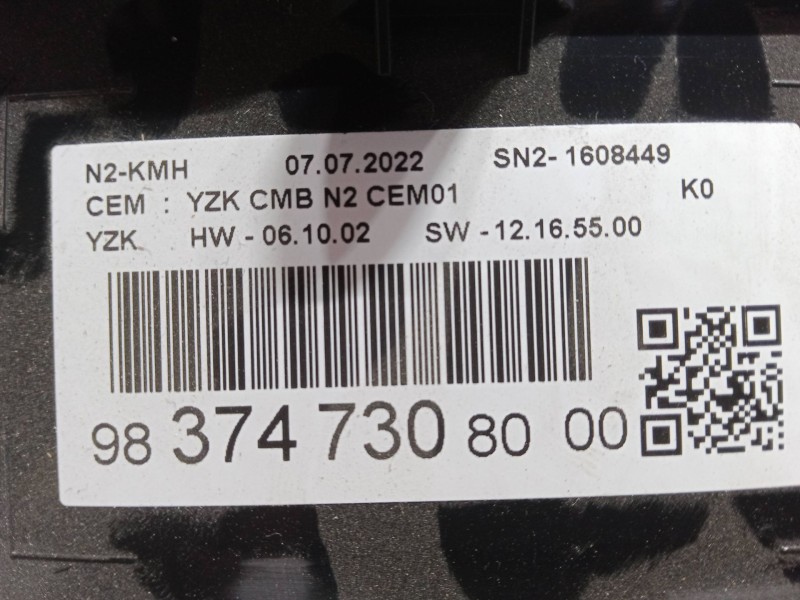 N2-KMH 07.07.2022 SN2- 1608449
CEM : YZK CMB N2 CEM01 K0
YZK HW - 06.10.02 SW - 12.16.55.00
98 374 730 80 00